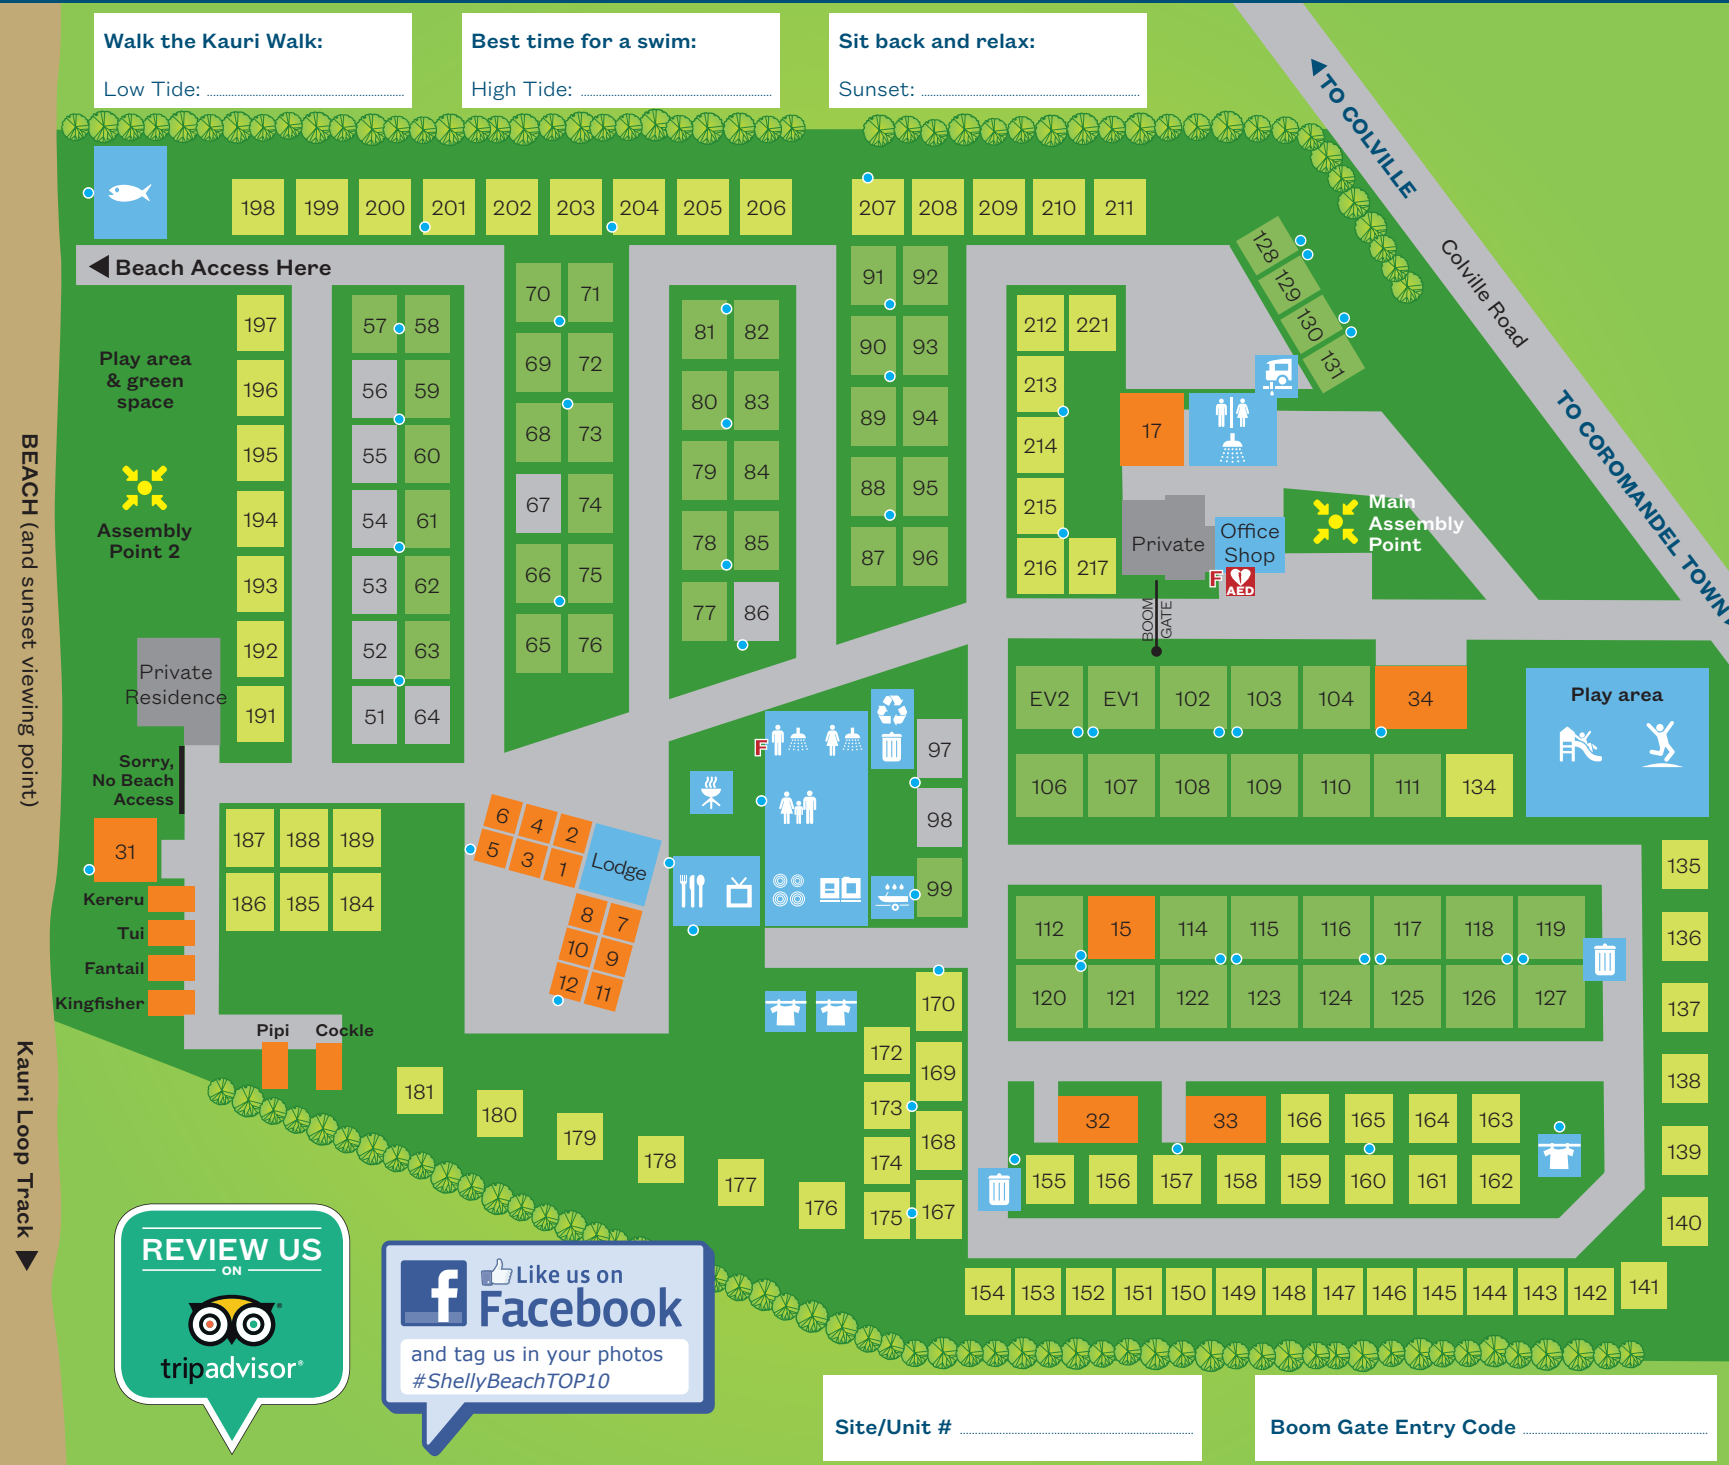 Walk the Kauri Walk:
Low Tide:
Best time for a swim:
High Tide:
Sit back and relax:
Sunset:
TO COLVILLE
Colville Road
TO COROMANDEL TOWN
198 199 200 201 202 203 204 205 206
207 208 209 210 211
Beach Access Here
128
129
130
131
197
196
195
194
193
192
191
Play area
& green
space
Assembly
Point 2
BEACH (and sunset viewing point)
Private
Residence
Sorry,
No Beach
Access
57 58
56 59
55 60
54 61
53 62
52 63
51 64
70 71
69 72
68 73
67 74
66 75
65 76
81 82
80 83
79 84
78 85
77 86
91 92
90 93
89 94
88 95
87 96
212 221
213
214
215
216 217
17
Private
Office
Shop
F
AED
Main
Assembly
Point
BOOM
GATE
EV2 EV1 102 103 104 34
106 107 108 109 110 111 134
Play area
F
97
98
99
6 4 2
5 3 1
Lodge
8 7
10 9
12 11
187 188 189
186 185 184
31
Kereru
Tui
Fantail
Kingfisher
Pipi Cockle
Kauri Loop Track
112 15 114 115 116 117 118 119
120 121 122 123 124 125 126 127
135
136
137
138
139
140
141
170
172 169
173 168
174
175 167
181
180
179
178
177
176
32 33 166 165 164 163
155 156 157 158 159 160 161 162
154 153 152 151 150 149 148 147 146 145 144 143 142
REVIEW US
ON
tripadvisor®
f
Like us on
Facebook
and tag us in your photos
#ShellyBeachTOP10
Site/Unit #
Boom Gate Entry Code